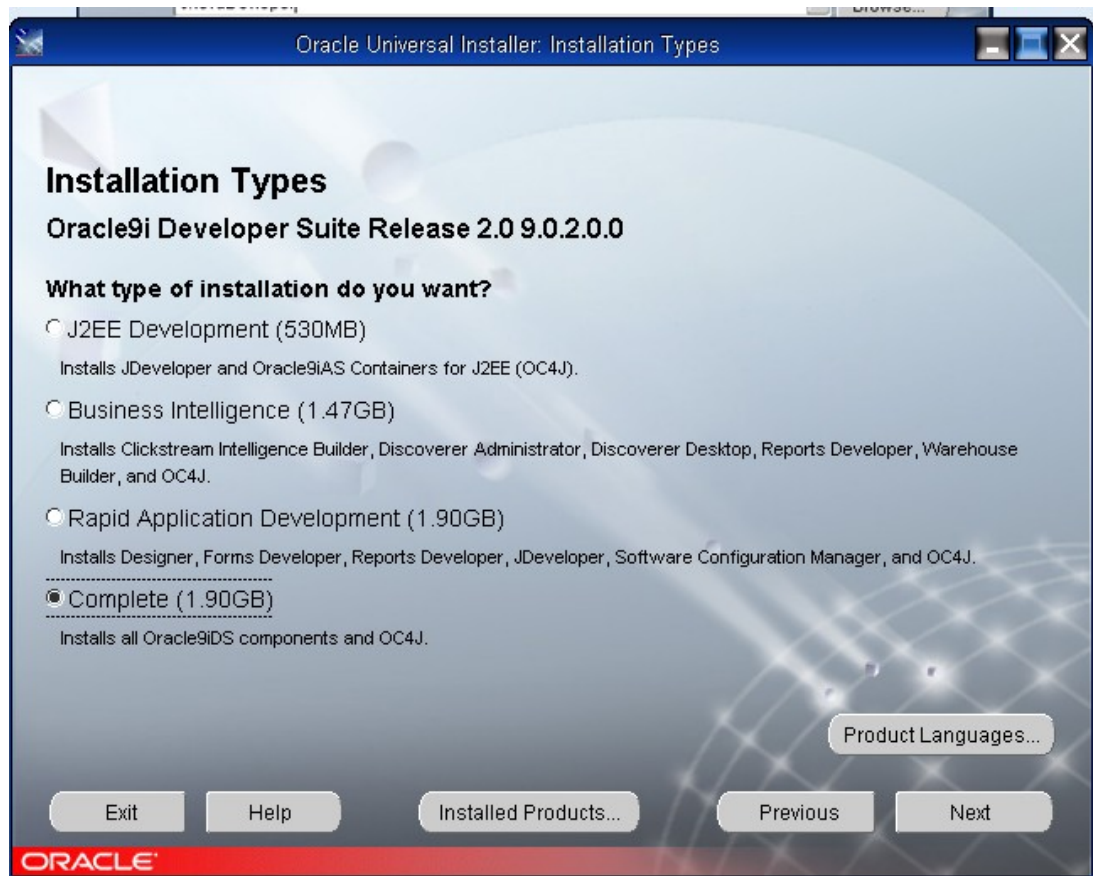 Browse...
Oracle Universal Installer: Installation Types
Installation Types
Oracle9i Developer Suite Release 2.0 9.0.2.0.0
What type of installation do you want?
J2EE Development (530MB)
Installs JDeveloper and Oracle9iAS Containers for J2EE (OC4J).
Business Intelligence (1.47GB)
Installs Clickstream Intelligence Builder, Discoverer Administrator, Discoverer Desktop, Reports Developer, Warehouse
Builder, and OC4J.
Rapid Application Development (1.90GB)
Installs Designer, Forms Developer, Reports Developer, JDeveloper, Software Configuration Manager, and OC4J.
Complete (1.90GB)
Installs all Oracle9iDS components and OC4J.
Product Languages...
Exit Help Installed Products... Previous Next
ORACLE